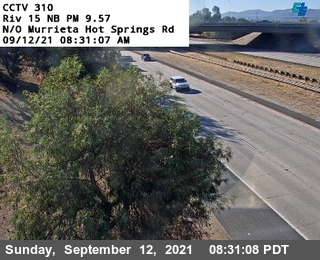 CCTV 310
Riv 15 NB PM 9.57
N/O Murrieta Hot Springs Rd
09/12/21 08:31:07 AM
Sunday, September 12, 2021 08:31:08 PDT